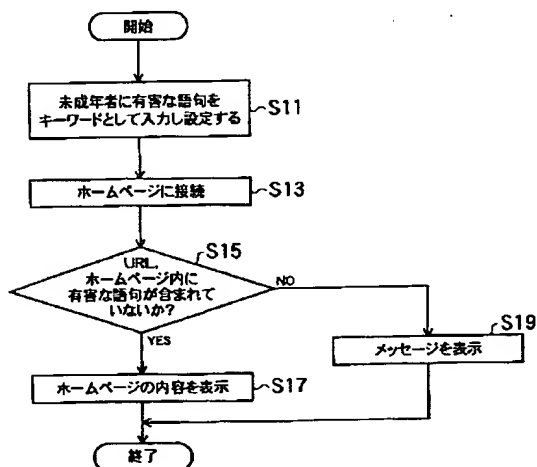 開始
未成年者に有害な語句を
キーワードとして入力し設定する
S11
ホームページに接続
S13
S15
URL,
ホームページ内に
有害な語句が含まれて
いないか?
NO
YES
S19
メッセージを表示
ホームページの内容を表示
S17
終了